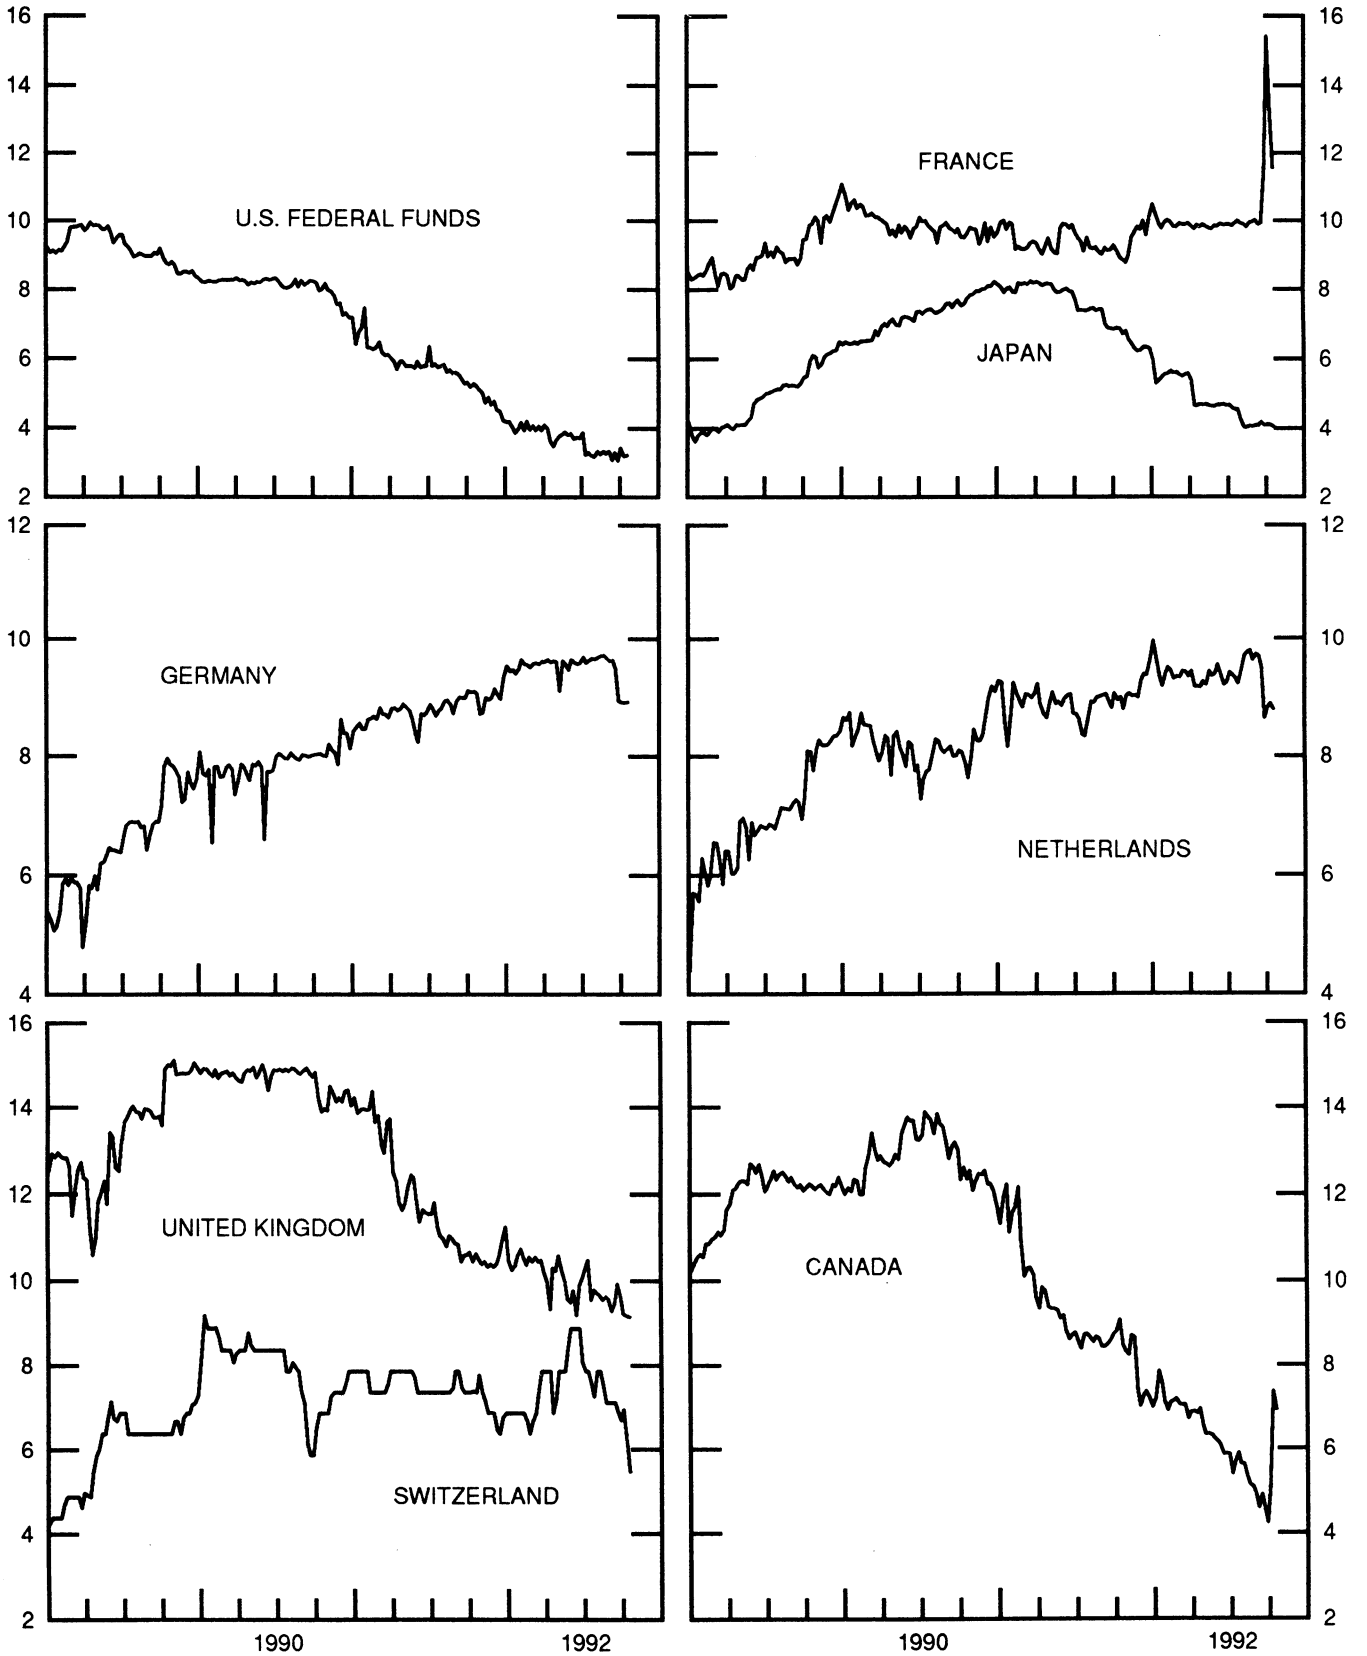 16 16
14 14
12 12
FRANCE
U.S. FEDERAL FUNDS
10 10
8 8
JAPAN
6 6
4 4
2 2
12 12
10 10
GERMANY
8 8
NETHERLANDS
6 6
4 4
16 16
14 14
12 12
UNITED KINGDOM
CANADA
10 10
8 8
6 6
SWITZERLAND
4 4
2 2
1990 1992 1990 1992